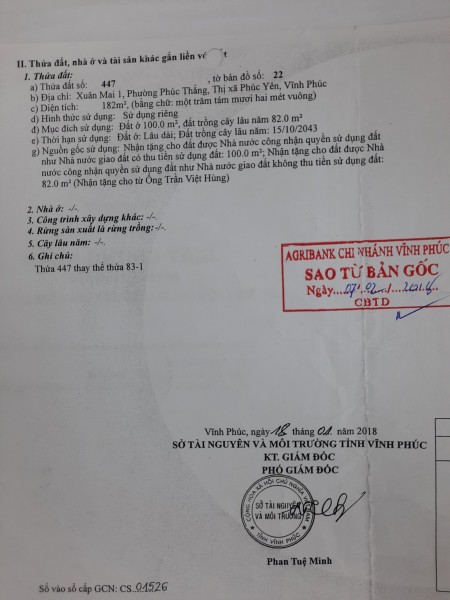 II. Thửa đất, nhà ở và tài sản khác gắn liền với đất
1. Thửa đất:
a) Thửa đất số: 447 , tờ bản đồ số: 22
b) Địa chỉ: Xuân Mai 1, Phường Phúc Thắng, Thị xã Phúc Yên, Vĩnh Phúc
c) Diện tích: 182m², (bằng chữ: một trăm tám mươi hai mét vuông)
d) Hình thức sử dụng: Sử dụng riêng
đ) Mục đích sử dụng: Đất ở 100.0 m², đất trồng cây lâu năm 82.0 m²
e) Thời hạn sử dụng: Đất ở: Lâu dài; Đất trồng cây lâu năm: 15/10/2043
g) Nguồn gốc sử dụng: Nhận tặng cho đất được Nhà nước công nhận quyền sử dụng đất
như Nhà nước giao đất có thu tiền sử dụng đất: 100.0 m²; Nhận tặng cho đất được Nhà
nước công nhận quyền sử dụng đất như Nhà nước giao đất không thu tiền sử dụng đất:
82.0 m² (Nhận tặng cho từ Ông Trần Việt Hùng)
2. Nhà ở: -/-.
3. Công trình xây dựng khác: -/-.
4. Rừng sản xuất là rừng trồng: -/-.
5. Cây lâu năm: -/-.
6. Ghi chú:
Thửa 447 thay thế thửa 83-1
AGRIBANK CHI NHÁNH VĨNH PHÚC
SAO TỪ BẢN GỐC
Ngày
CBTD
Vĩnh Phúc, ngày 18 tháng 01 năm 2018
SỞ TÀI NGUYÊN VÀ MÔI TRƯỜNG TỈNH VĨNH PHÚC
KT. GIÁM ĐỐC
PHÓ GIÁM ĐỐC
SỞ TÀI NGUYÊN
VÀ MÔI TRƯỜNG
TỈNH VĨNH PHÚC
Phan Tuệ Minh
Số vào sổ cấp GCN: CS 01526